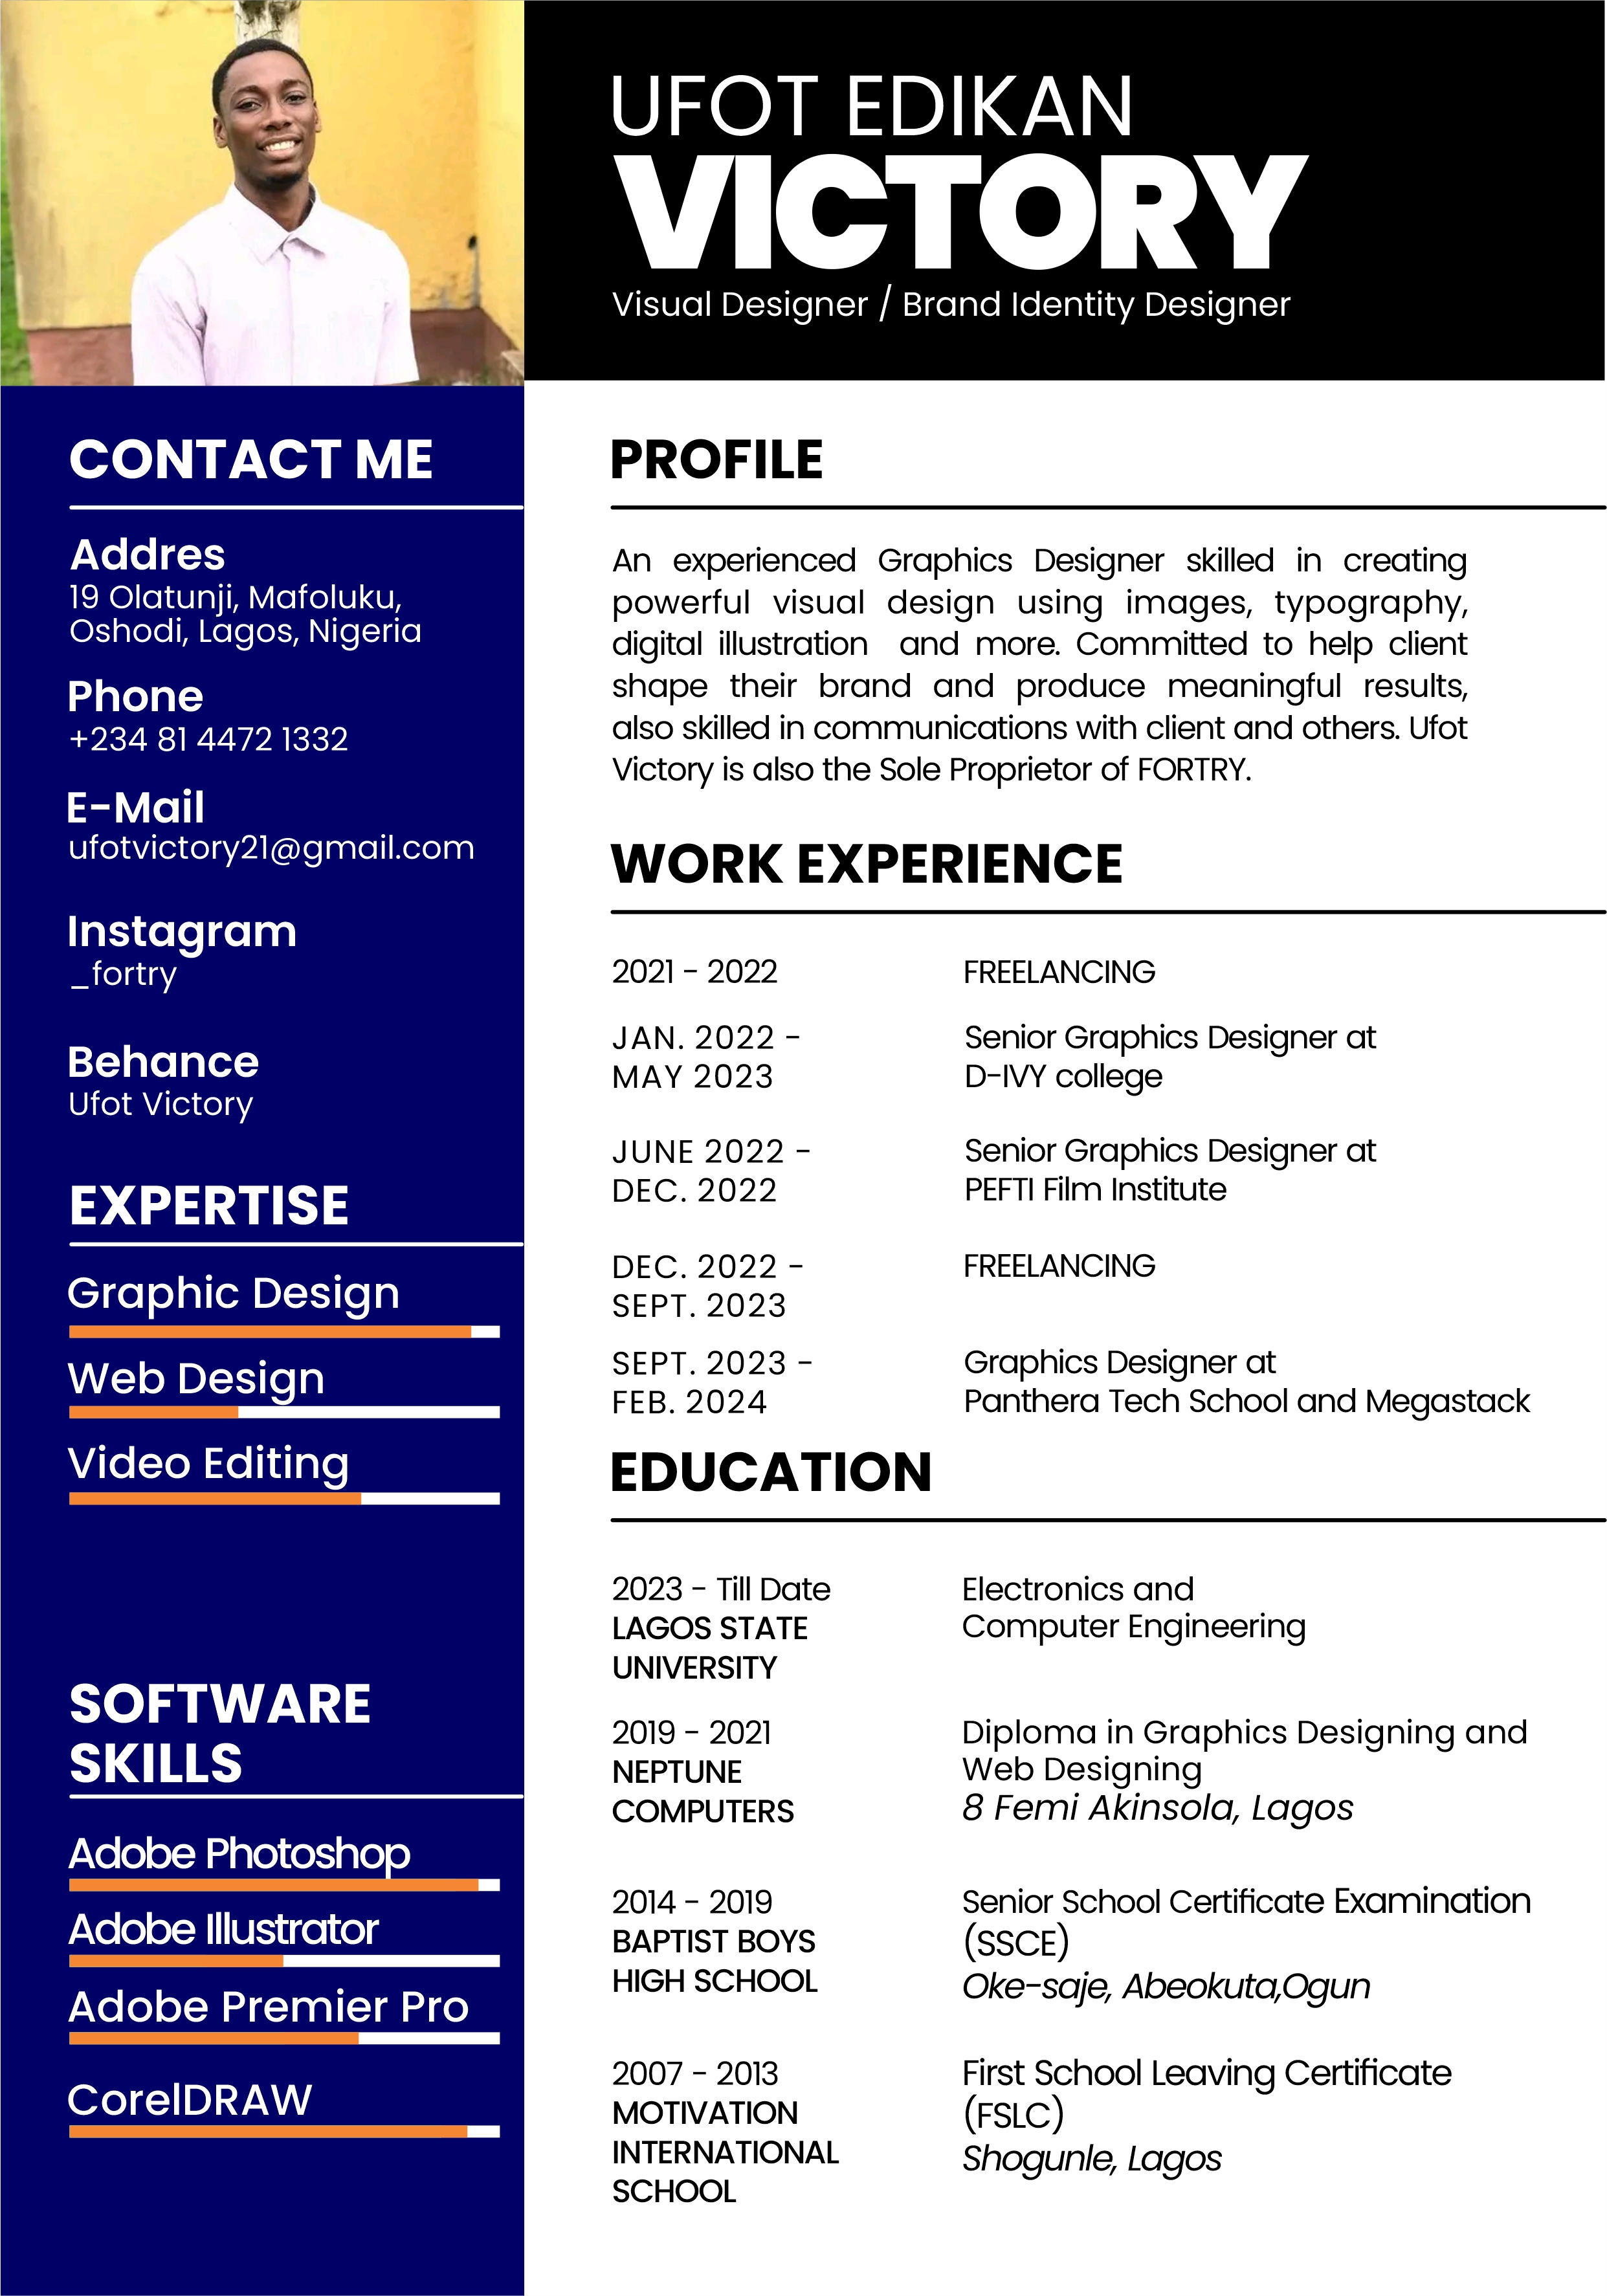 UFOT EDIKAN
VICTORY
Visual Designer / Brand Identity Designer
CONTACT ME
Addres
19 Olatunji, Mafoluku,
Oshodi, Lagos, Nigeria
Phone
+234 81 4472 1332
E-Mail
ufotvictory21@gmail.com
Instagram
_fortry
Behance
Ufot Victory
EXPERTISE
Graphic Design
Web Design
Video Editing
SOFTWARE
SKILLS
Adobe Photoshop
Adobe Illustrator
Adobe Premier Pro
CorelDRAW
PROFILE
An experienced Graphics Designer skilled in creating
powerful visual design using images, typography,
digital illustration and more. Committed to help client
shape their brand and produce meaningful results,
also skilled in communications with client and others. Ufot
Victory is also the Sole Proprietor of FORTRY.
WORK EXPERIENCE
2021 - 2022
FREELANCING
JAN. 2022 -
MAY 2023
Senior Graphics Designer at
D-IVY college
JUNE 2022 -
DEC. 2022
Senior Graphics Designer at
PEFTI Film Institute
DEC. 2022 -
SEPT. 2023
FREELANCING
SEPT. 2023 -
FEB. 2024
Graphics Designer at
Panthera Tech School and Megastack
EDUCATION
2023 - Till Date
LAGOS STATE
UNIVERSITY
Electronics and
Computer Engineering
2019 - 2021
NEPTUNE
COMPUTERS
Diploma in Graphics Designing and
Web Designing
8 Femi Akinsola, Lagos
2014 - 2019
BAPTIST BOYS
HIGH SCHOOL
Senior School Certificate Examination
(SSCE)
Oke-saje, Abeokuta,Ogun
2007 - 2013
MOTIVATION
INTERNATIONAL
SCHOOL
First School Leaving Certificate
(FSLC)
Shogunle, Lagos